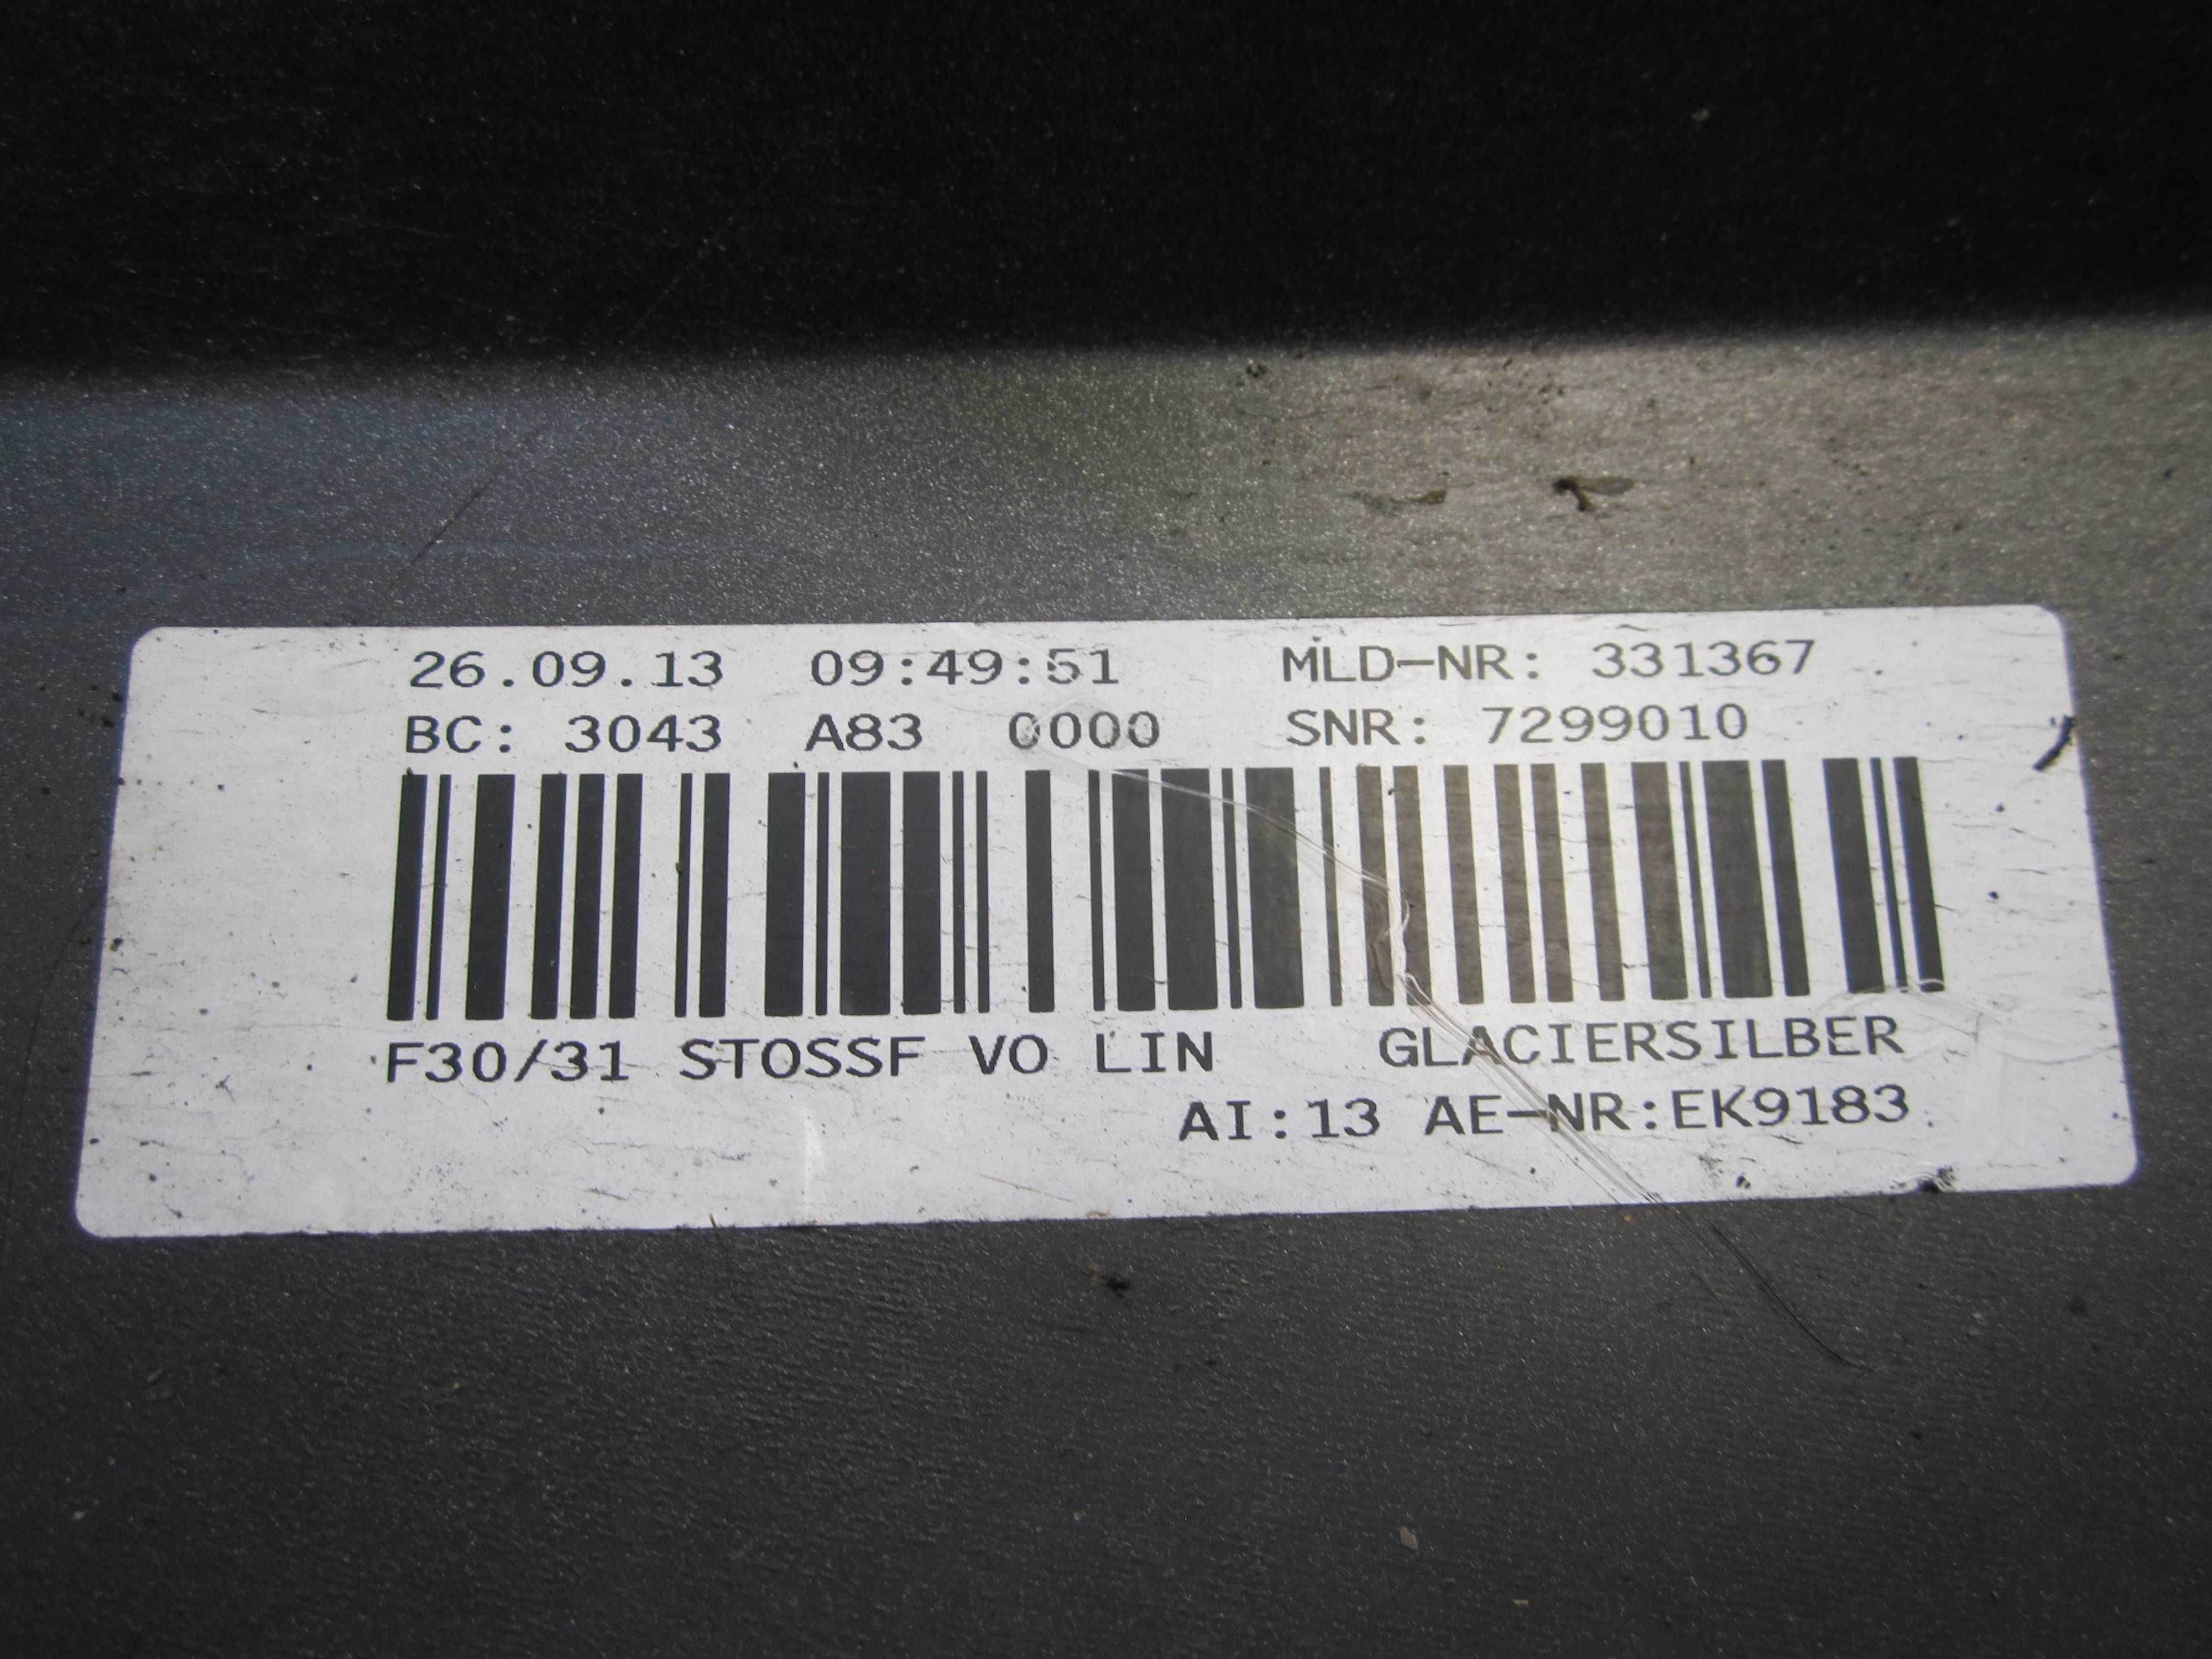 26.09.13 09:49:51 MLD-NR: 331367
BC: 3043 A83 0000 SNR: 7299010
F30/31 STOSSF VO LIN GLACIERSILBER
AI:13 AE-NR:EK9183